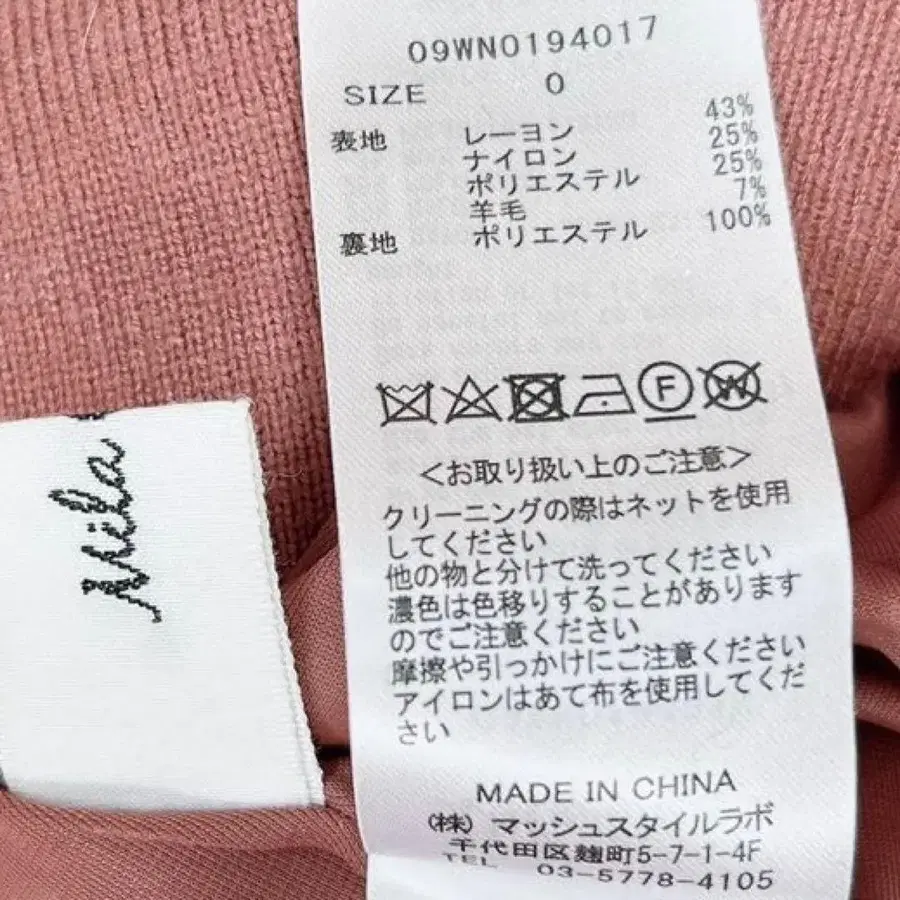 09WN0194017
SIZE 0
表地 レーヨン 43%
ナイロン 25%
ポリエステル 25%
羊毛 7%
裏地 ポリエステル 100%
F
W
<お取り扱い上のご注意>
クリーニングの際はネットを使用
してください
他の物と分けて洗ってください
濃色は色移りすることがあります
のでご注意ください
摩擦や引っかけにご注意ください
アイロンはあて布を使用してくだ
さい
MADE IN CHINA
(株) マッシュスタイルラボ
千代田区麹町5-7-1-4F
TEL 03-5778-4105
Mila